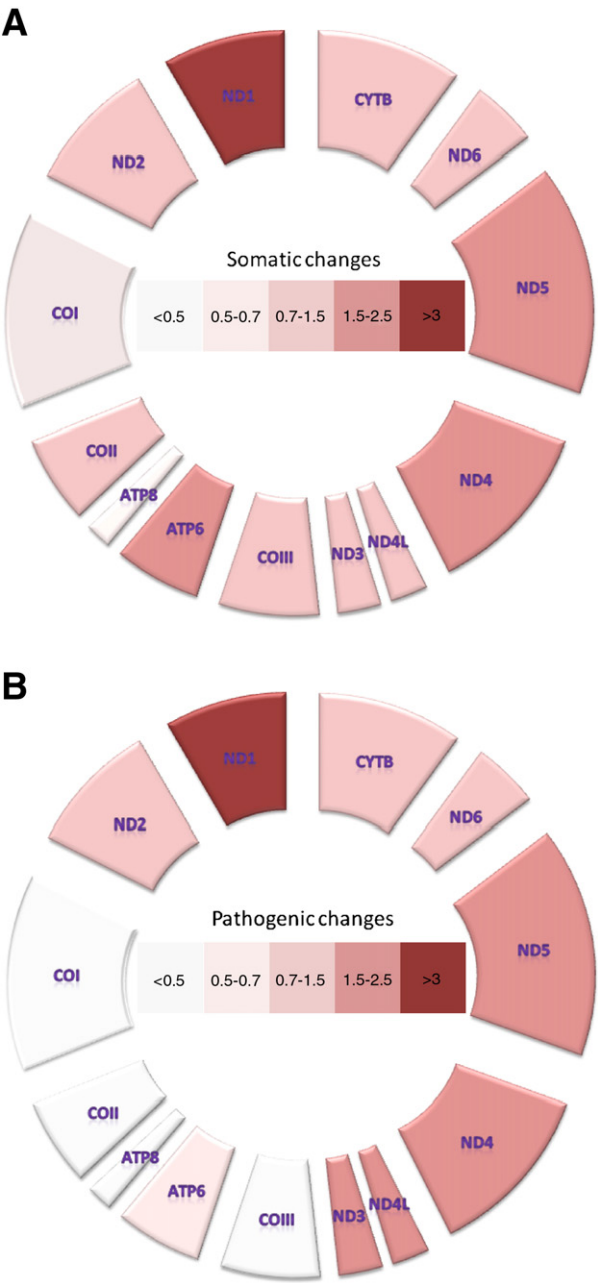 A
ND1
CYTB
ND2
ND6
Somatic changes
ND5
COI
<0.5 0.5-0.7 0.7-1.5 1.5-2.5 >3
COII
ND4
ATP8
ATP6
COIII
ND3
ND4L
B
ND1
CYTB
ND2
ND6
Pathogenic changes
ND5
COI
<0.5 0.5-0.7 0.7-1.5 1.5-2.5 >3
COII
ND4
ATP8
ATP6
COIII
ND3
ND4L